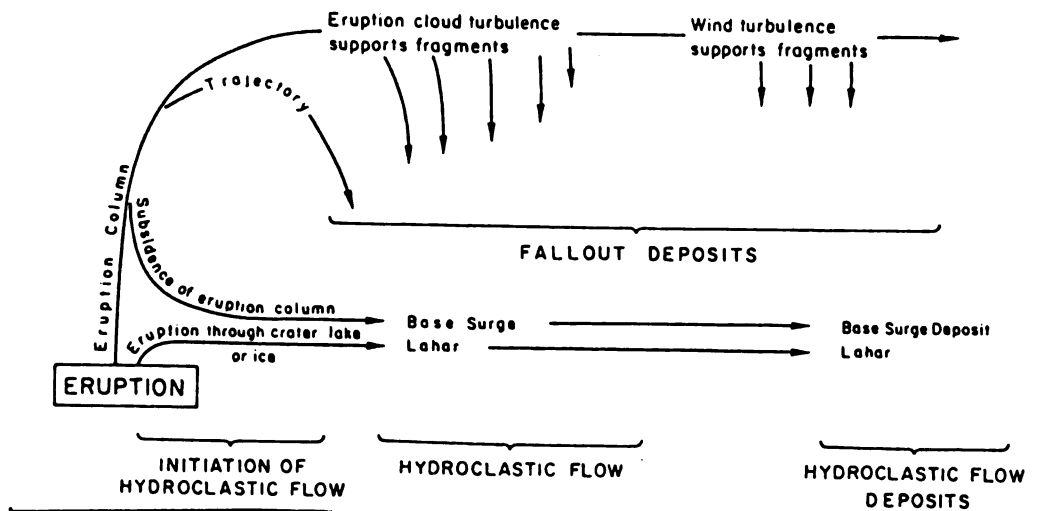 Eruption cloud turbulence
supports fragments
Wind turbulence
supports fragments
Trajectory
Eruption Column
Subsidence of eruption column
FALLOUT DEPOSITS
Eruption through crater lake
or ice
Base Surge
Lahar
Base Surge Deposit
Lahar
ERUPTION
INITIATION OF
HYDROCLASTIC FLOW
HYDROCLASTIC FLOW
HYDROCLASTIC FLOW
DEPOSITS